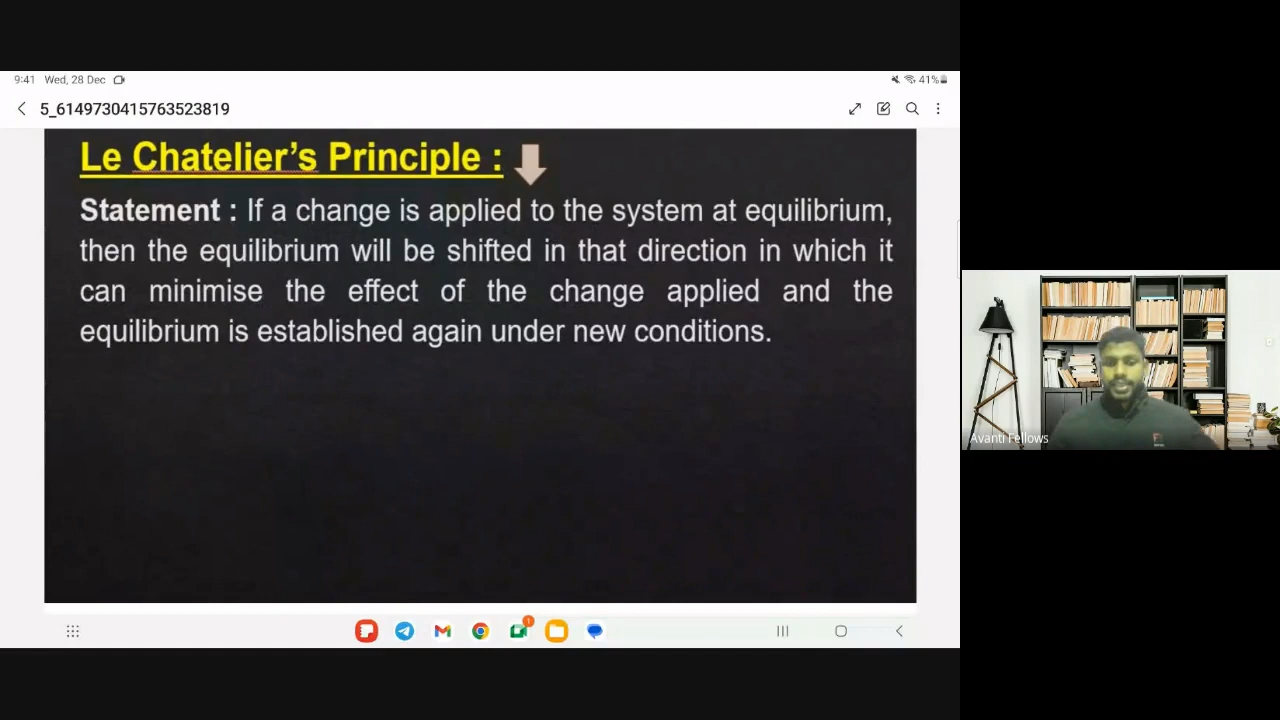 9:41 Wed, 28 Dec
41%
5_6149730415763523819
Le Chatelier's Principle :
Statement : If a change is applied to the system at equilibrium,
then the equilibrium will be shifted in that direction in which it
can minimise the effect of the change applied and the
equilibrium is established again under new conditions.
Avanti Fellows
1